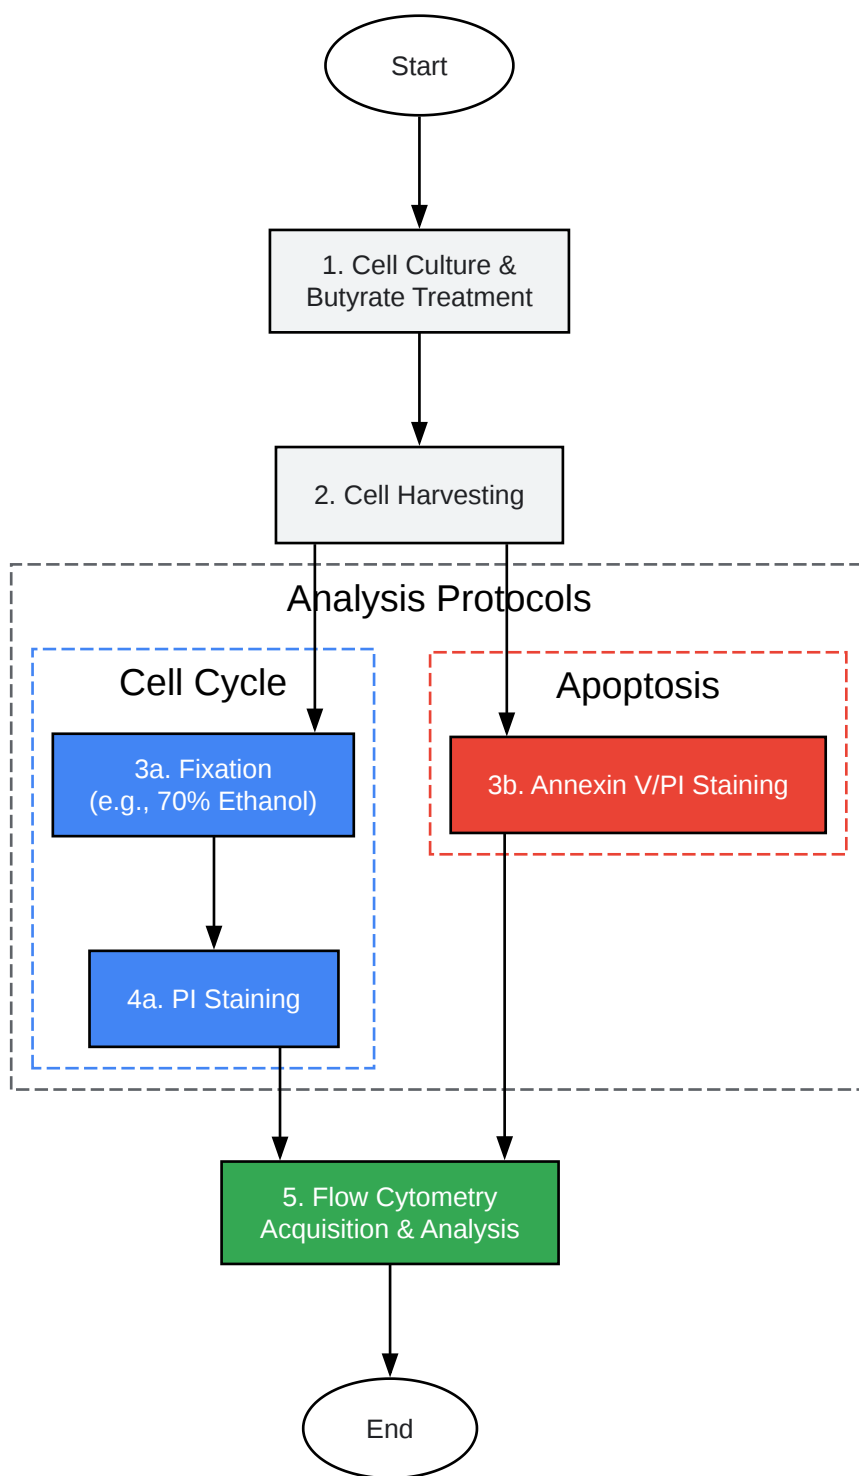 Start
1. Cell Culture &
Butyrate Treatment
2. Cell Harvesting
Analysis Protocols
Cell Cycle
Apoptosis
3a. Fixation
(e.g., 70% Ethanol)
3b. Annexin V/PI Staining
4a. PI Staining
5. Flow Cytometry
Acquisition & Analysis
End